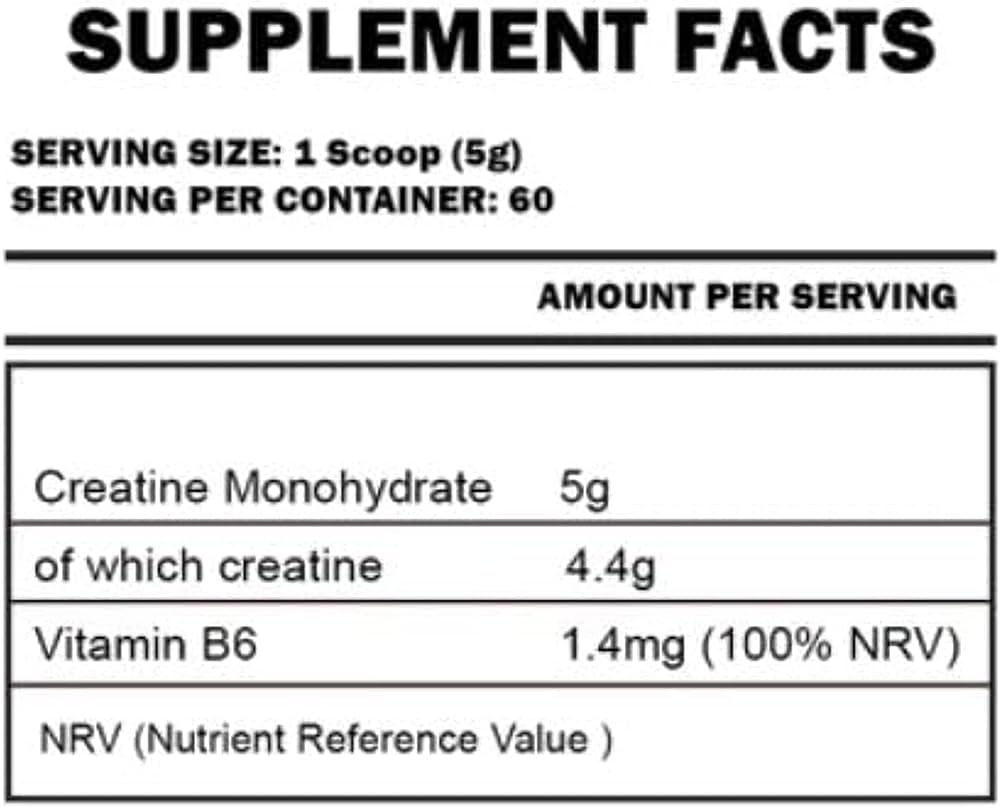 SUPPLEMENT FACTS
SERVING SIZE: 1 Scoop (5g)
SERVING PER CONTAINER: 60
AMOUNT PER SERVING
Creatine Monohydrate 5g
of which creatine 4.4g
Vitamin B6 1.4mg (100% NRV)
NRV (Nutrient Reference Value )